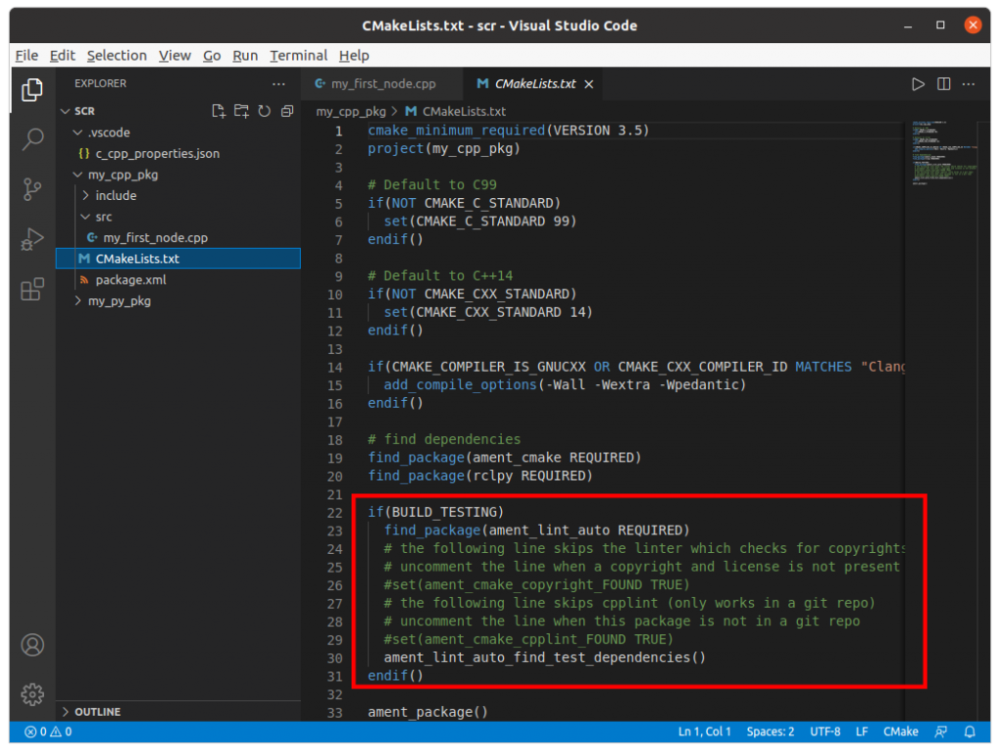 CMakeLists.txt - scr - Visual Studio Code
File Edit Selection View Go Run Terminal Help
EXPLORER
SCR
.vscode
{} c_cpp_properties.json
my_cpp_pkg
include
src
my_first_node.cpp
M CMakeLists.txt
package.xml
my_py_pkg
OUTLINE
my_first_node.cpp
M CMakeLists.txt
my_cpp_pkg > M CMakeLists.txt
1 cmake_minimum_required(VERSION 3.5)
2 project(my_cpp_pkg)
3
4 # Default to C99
5 if(NOT CMAKE_C_STANDARD)
6 set(CMAKE_C_STANDARD 99)
7 endif()
8
9 # Default to C++14
10 if(NOT CMAKE_CXX_STANDARD)
11 set(CMAKE_CXX_STANDARD 14)
12 endif()
13
14 if(CMAKE_COMPILER_IS_GNUCXX OR CMAKE_CXX_COMPILER_ID MATCHES "Clang
15 add_compile_options(-Wall -Wextra -Wpedantic)
16 endif()
17
18 # find dependencies
19 find_package(ament_cmake REQUIRED)
20 find_package(rclpy REQUIRED)
21
22 if(BUILD_TESTING)
23 find_package(ament_lint_auto REQUIRED)
24 # the following line skips the linter which checks for copyrights
25 # uncomment the line when a copyright and license is not present
26 #set(ament_cmake_copyright_FOUND TRUE)
27 # the following line skips cpplint (only works in a git repo)
28 # uncomment the line when this package is not in a git repo
29 #set(ament_cmake_cpplint_FOUND TRUE)
30 ament_lint_auto_find_test_dependencies()
31 endif()
32
33 ament_package()
0 0 Ln 1, Col 1 Spaces: 2 UTF-8 LF CMake